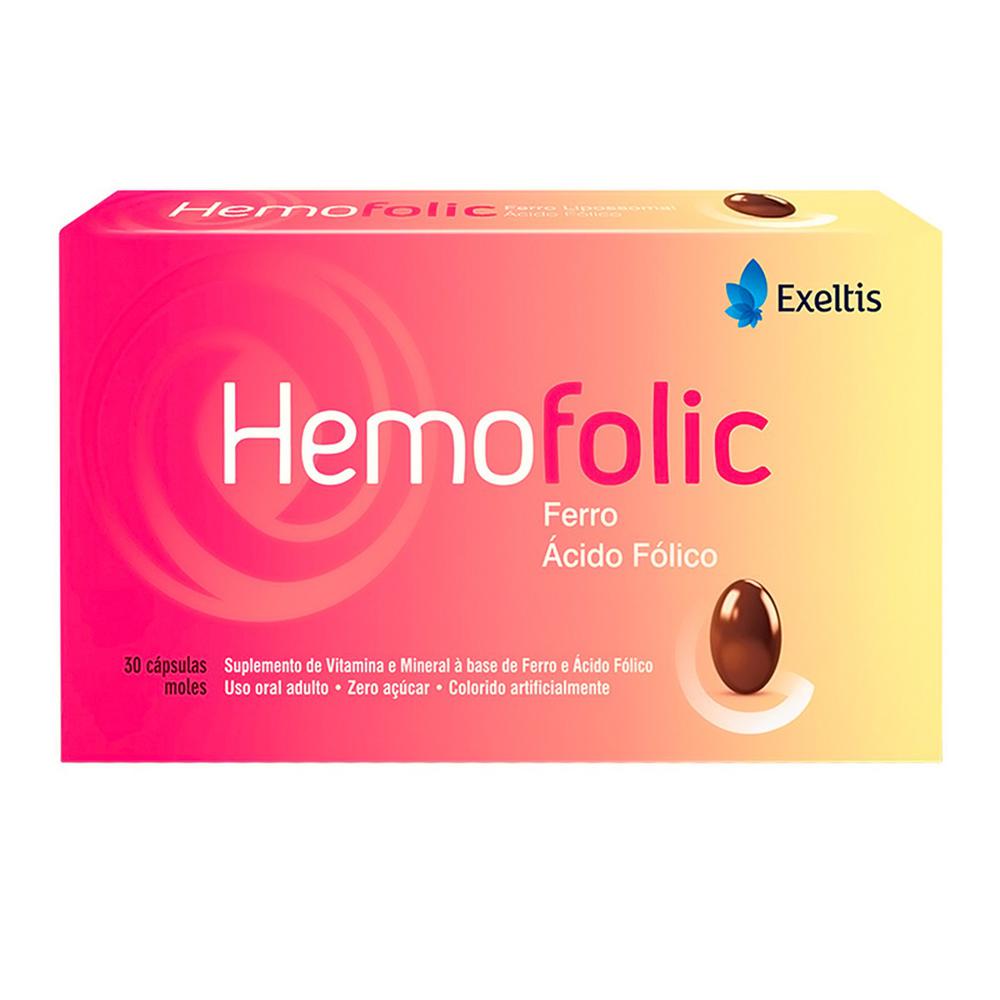 Hemofolic
Ferro Lipossomal
Ácido Fólico
Exeltis
Hemofolic
Ferro
Ácido Fólico
30 cápsulas
moles
Suplemento de Vitamina e Mineral à base de Ferro e Ácido Fólico
Uso oral adulto • Zero açúcar • Colorido artificialmente